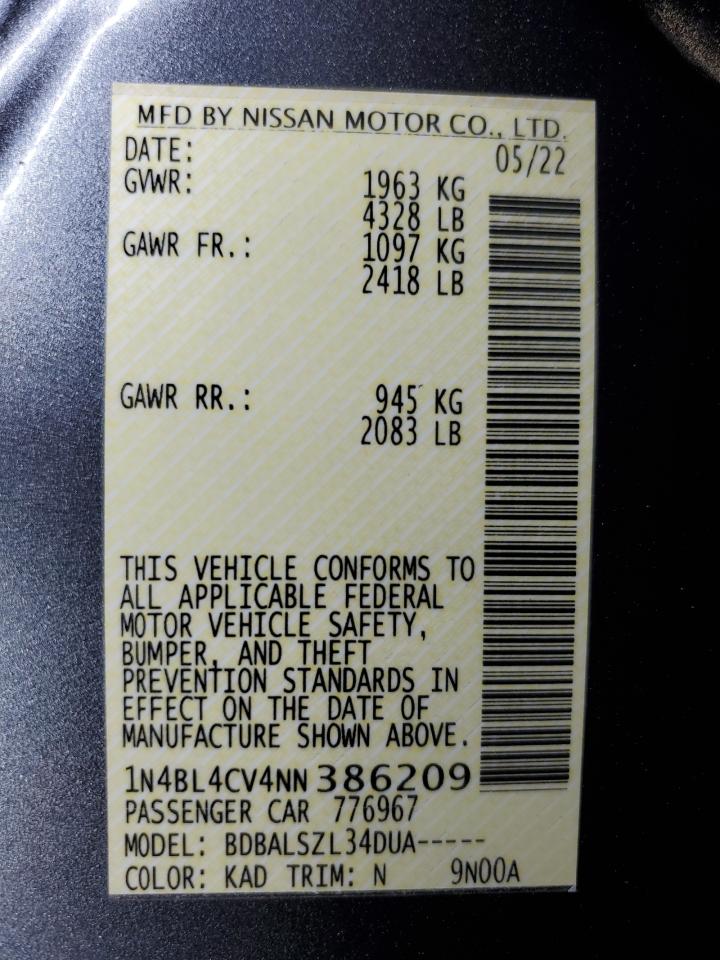 MFD BY NISSAN MOTOR CO., LTD.
DATE: 05/22
GVWR: 1963 KG
4328 LB
GAWR FR.: 1097 KG
2418 LB
GAWR RR.: 945 KG
2083 LB
THIS VEHICLE CONFORMS TO
ALL APPLICABLE FEDERAL
MOTOR VEHICLE SAFETY,
BUMPER, AND THEFT
PREVENTION STANDARDS IN
EFFECT ON THE DATE OF
MANUFACTURE SHOWN ABOVE.
1N4BL4CV4NN386209
PASSENGER CAR 776967
MODEL: BDBALSZL34DUA-----
COLOR: KAD TRIM: N 9N00A